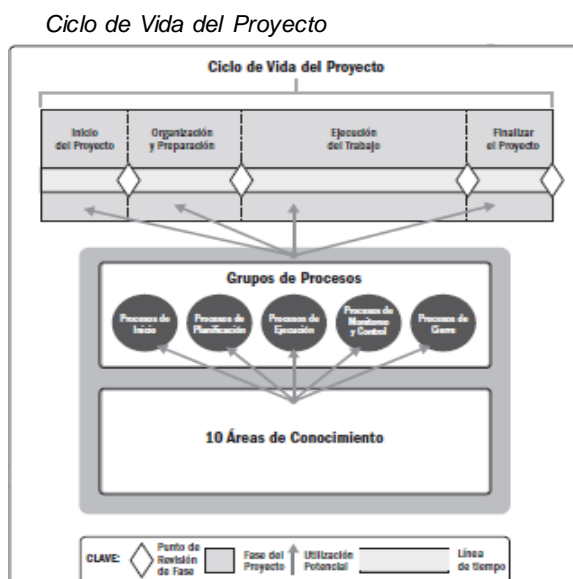 Ciclo de Vida del Proyecto
Ciclo de Vida del Proyecto
Inicio
del Proyecto
Organización
y Preparación
Ejecución
del Trabajo
Finalizar
el Proyecto
Grupos de Procesos
Procesos de
Inicio
Procesos de
Planificación
Procesos de
Ejecución
Procesos de
Monitoreo
y Control
Procesos de
Cierre
10 Áreas de Conocimiento
CLAVE:
Punto de
Revisión
de Fase
Fase del
Proyecto
Utilización
Potencial
Línea
de tiempo